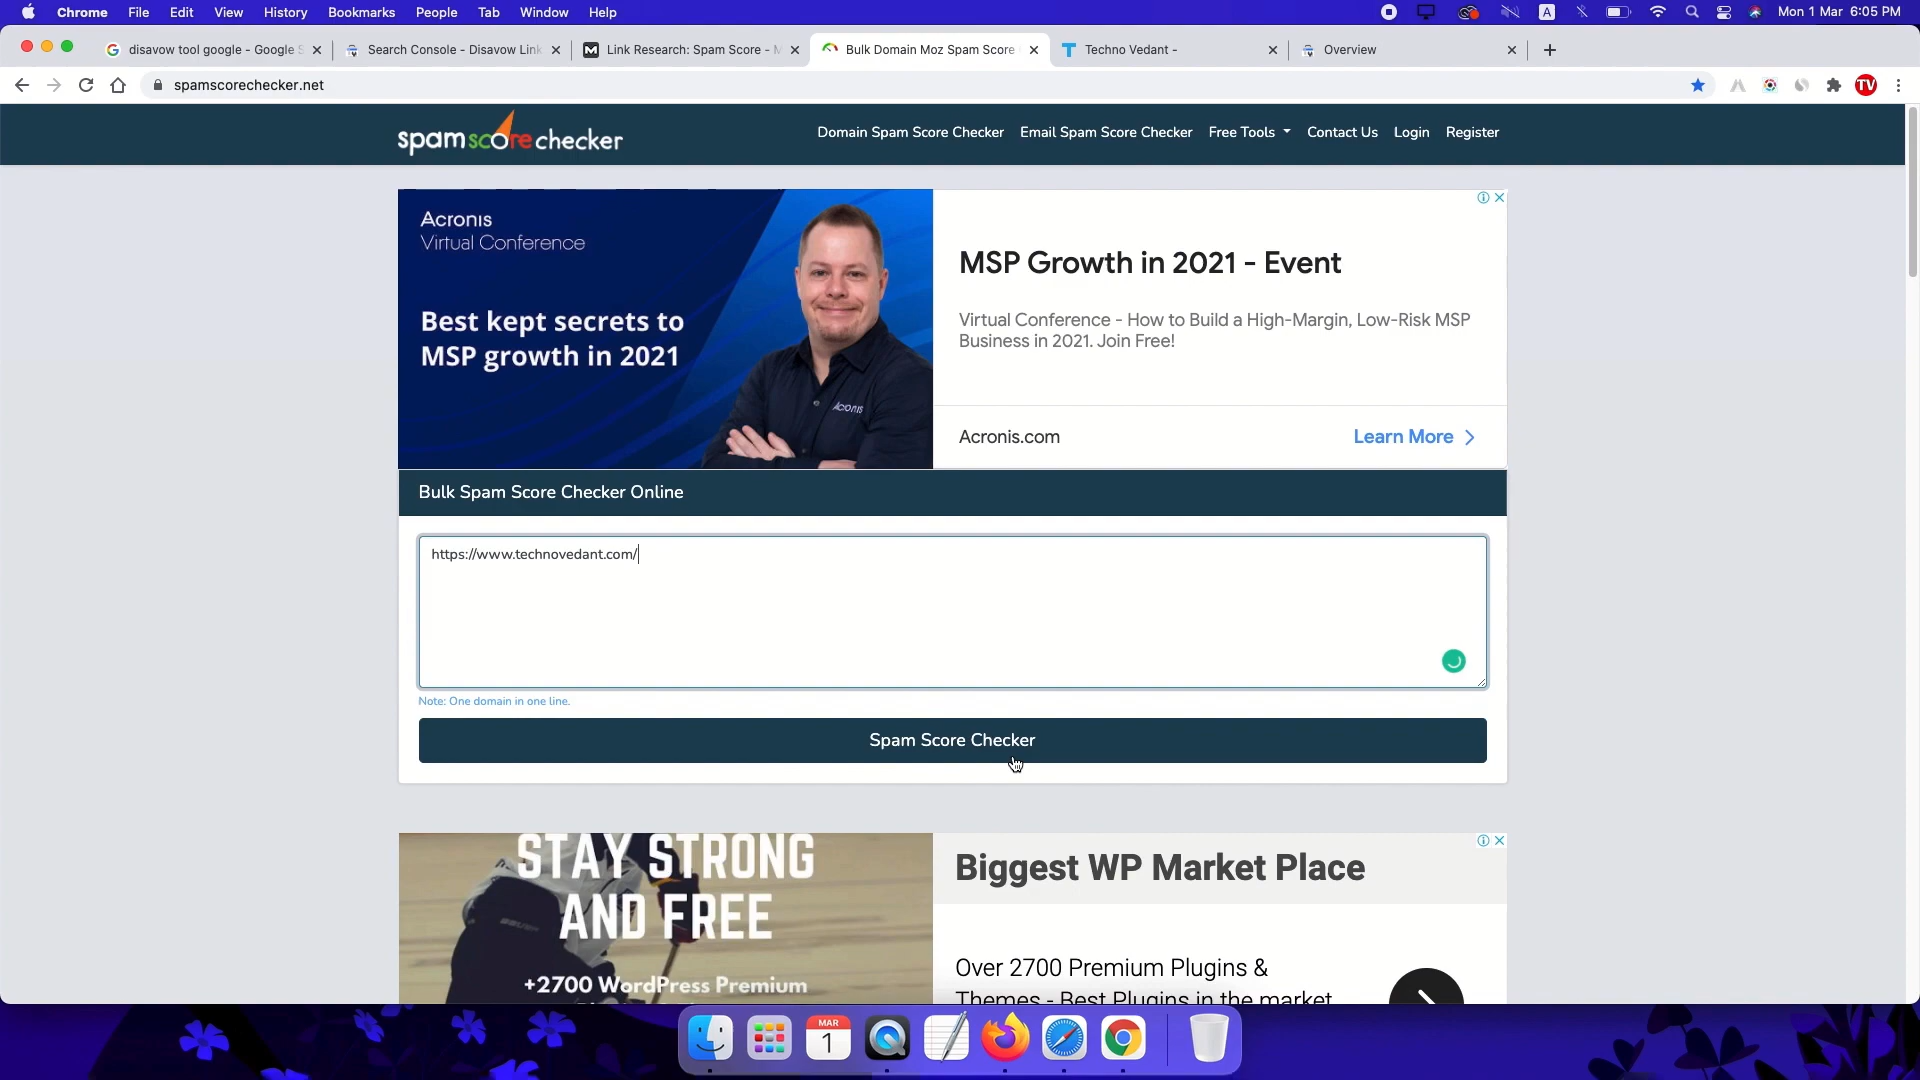 Chrome File Edit View History Bookmarks People Tab Window Help
A
Mon 1 Mar 6:05 PM
disavow tool google - Google S
Search Console - Disavow Link
Link Research: Spam Score - M
Bulk Domain Moz Spam Score
Techno Vedant -
Overview
spamscorechecker.net
TV
spamscorechecker
Domain Spam Score Checker Email Spam Score Checker Free Tools Contact Us Login Register
Acronis
Virtual Conference
Best kept secrets to
MSP growth in 2021
Acronis
MSP Growth in 2021 - Event
Virtual Conference - How to Build a High-Margin, Low-Risk MSP
Business in 2021. Join Free!
Acronis.com
Learn More
Bulk Spam Score Checker Online
https://www.technovedant.com/
Note: One domain in one line.
Spam Score Checker
STAY STRONG
AND FREE
+2700 WordPress Premium
Biggest WP Market Place
Over 2700 Premium Plugins &
Themes - Best Plugins in the market
MAR
1